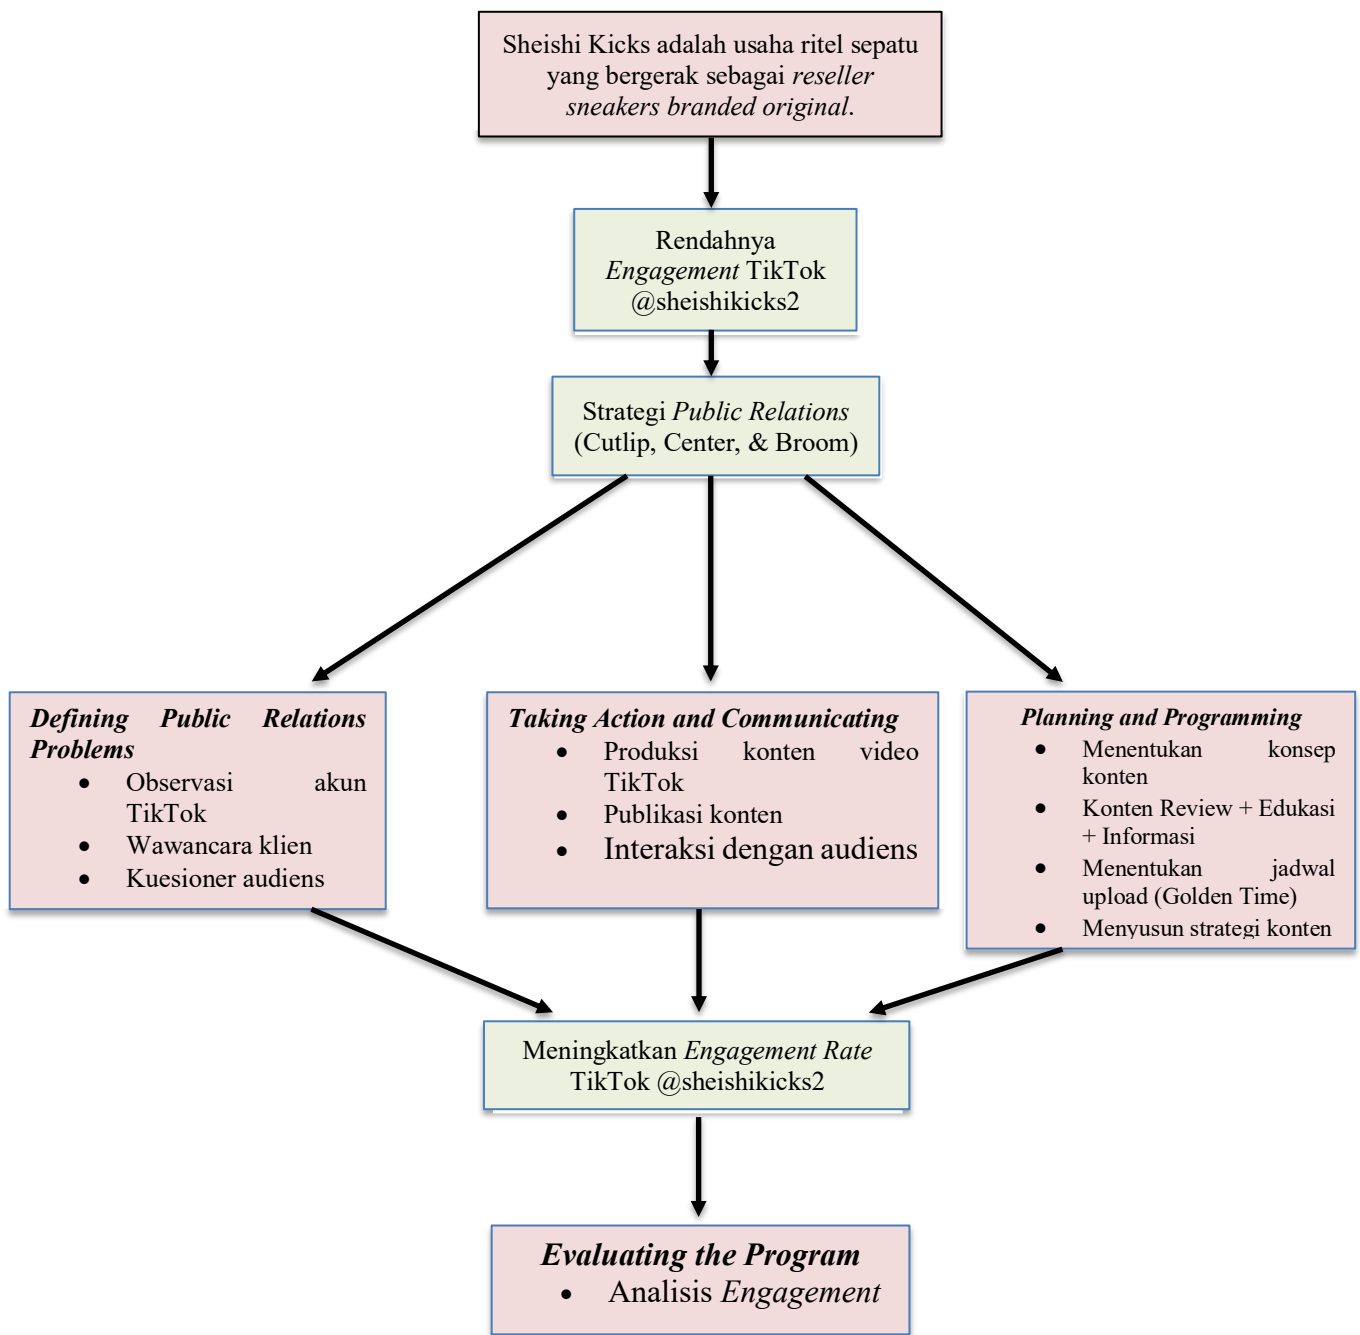 Sheishi Kicks adalah usaha ritel sepatu
yang bergerak sebagai reseller
sneakers branded original.
Rendahnya
Engagement TikTok
@sheishikicks2
Strategi Public Relations
(Cutlip, Center, & Broom)
Defining Public Relations
Problems
• Observasi akun
TikTok
• Wawancara klien
• Kuesioner audiens
Taking Action and Communicating
• Produksi konten video
TikTok
• Publikasi konten
• Interaksi dengan audiens
Planning and Programming
• Menentukan konsep
konten
• Konten Review + Edukasi
+ Informasi
• Menentukan jadwal
upload (Golden Time)
• Menyusun strategi konten
Meningkatkan Engagement Rate
TikTok @sheishikicks2
Evaluating the Program
• Analisis Engagement